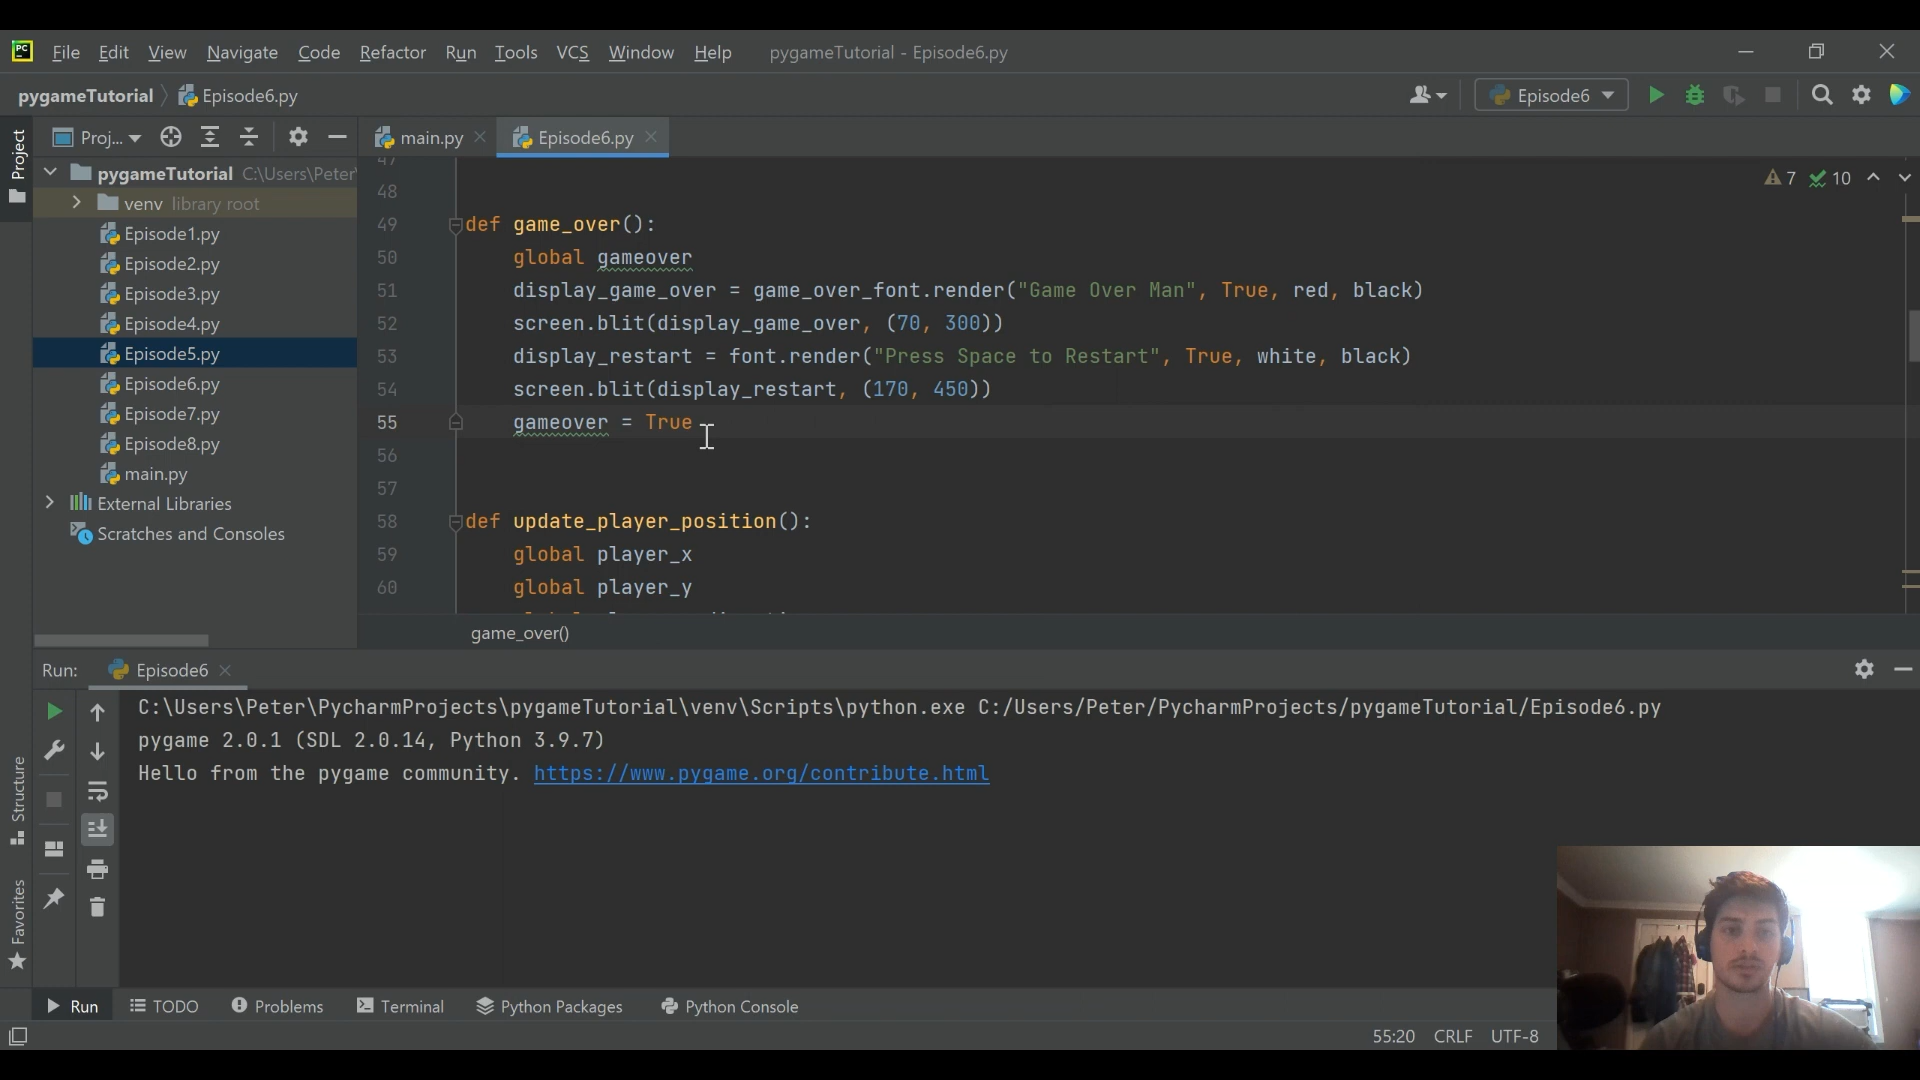 PC File Edit View Navigate Code Refactor Run Tools VCS Window Help pygameTutorial - Episode6.py
pygameTutorial Episode6.py Episode6
Project Proj... main.py Episode6.py
pygameTutorial C:\Users\Peter
venv library root
Episode1.py
Episode2.py
Episode3.py
Episode4.py
Episode5.py
Episode6.py
Episode7.py
Episode8.py
main.py
External Libraries
Scratches and Consoles
7 10
47
48
49 def game_over():
50 global gameover
51 display_game_over = game_over_font.render("Game Over Man", True, red, black)
52 screen.blit(display_game_over, (70, 300))
53 display_restart = font.render("Press Space to Restart", True, white, black)
54 screen.blit(display_restart, (170, 450))
55 gameover = True
56
57
58 def update_player_position():
59 global player_x
60 global player_y
game_over()
Run: Episode6
C:\Users\Peter\PycharmProjects\pygameTutorial\venv\Scripts\python.exe C:/Users/Peter/PycharmProjects/pygameTutorial/Episode6.py
pygame 2.0.1 (SDL 2.0.14, Python 3.9.7)
Hello from the pygame community. https://www.pygame.org/contribute.html
Structure
Favorites
Run TODO Problems Terminal Python Packages Python Console
55:20 CRLF UTF-8